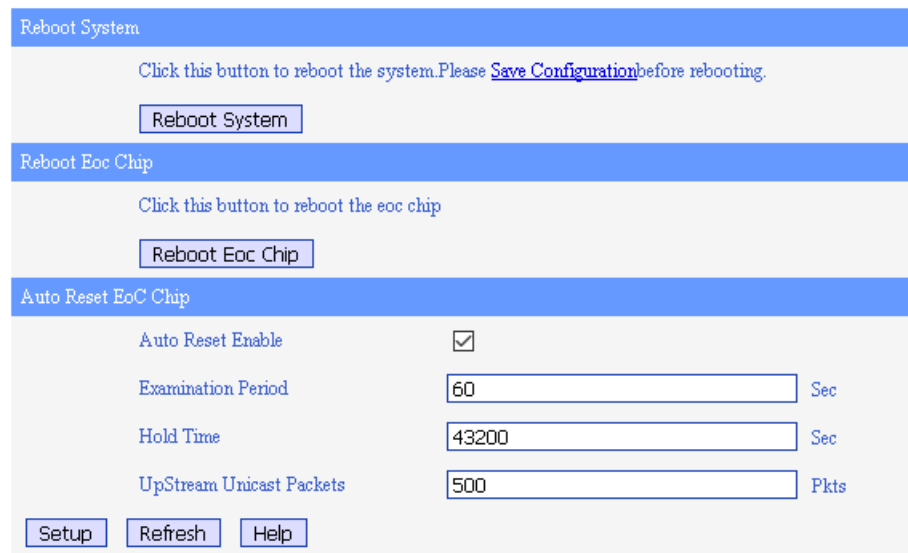 Reboot System
Click this button to reboot the system.Please Save Configurationbefore rebooting.
Reboot System
Reboot Eoc Chip
Click this button to reboot the eoc chip
Reboot Eoc Chip
Auto Reset EoC Chip
Auto Reset Enable
Examination Period 60 Sec
Hold Time 43200 Sec
UpStream Unicast Packets 500 Pkts
Setup Refresh Help